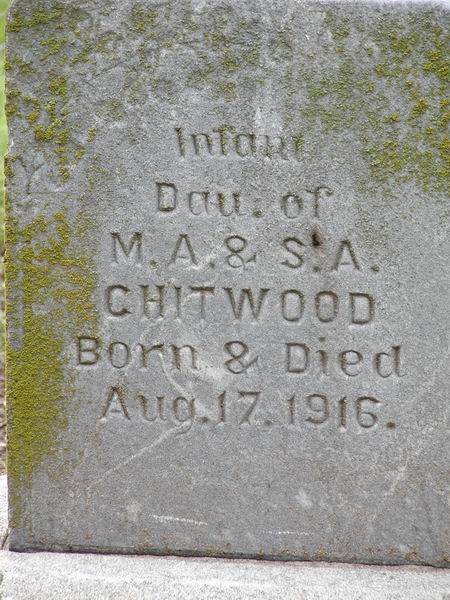 Infant
Dau. of
M. A. & S. A.
CHITWOOD
Born & Died
Aug. 17. 1916.